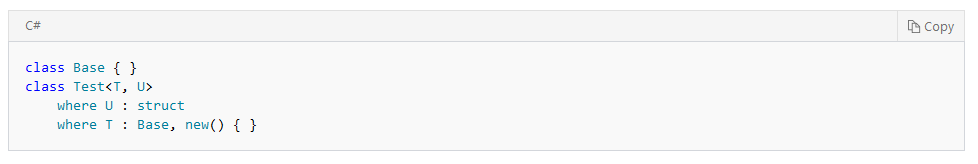 C#
Copy
class Base { }
class Test<T, U>
    where U : struct
    where T : Base, new() { }